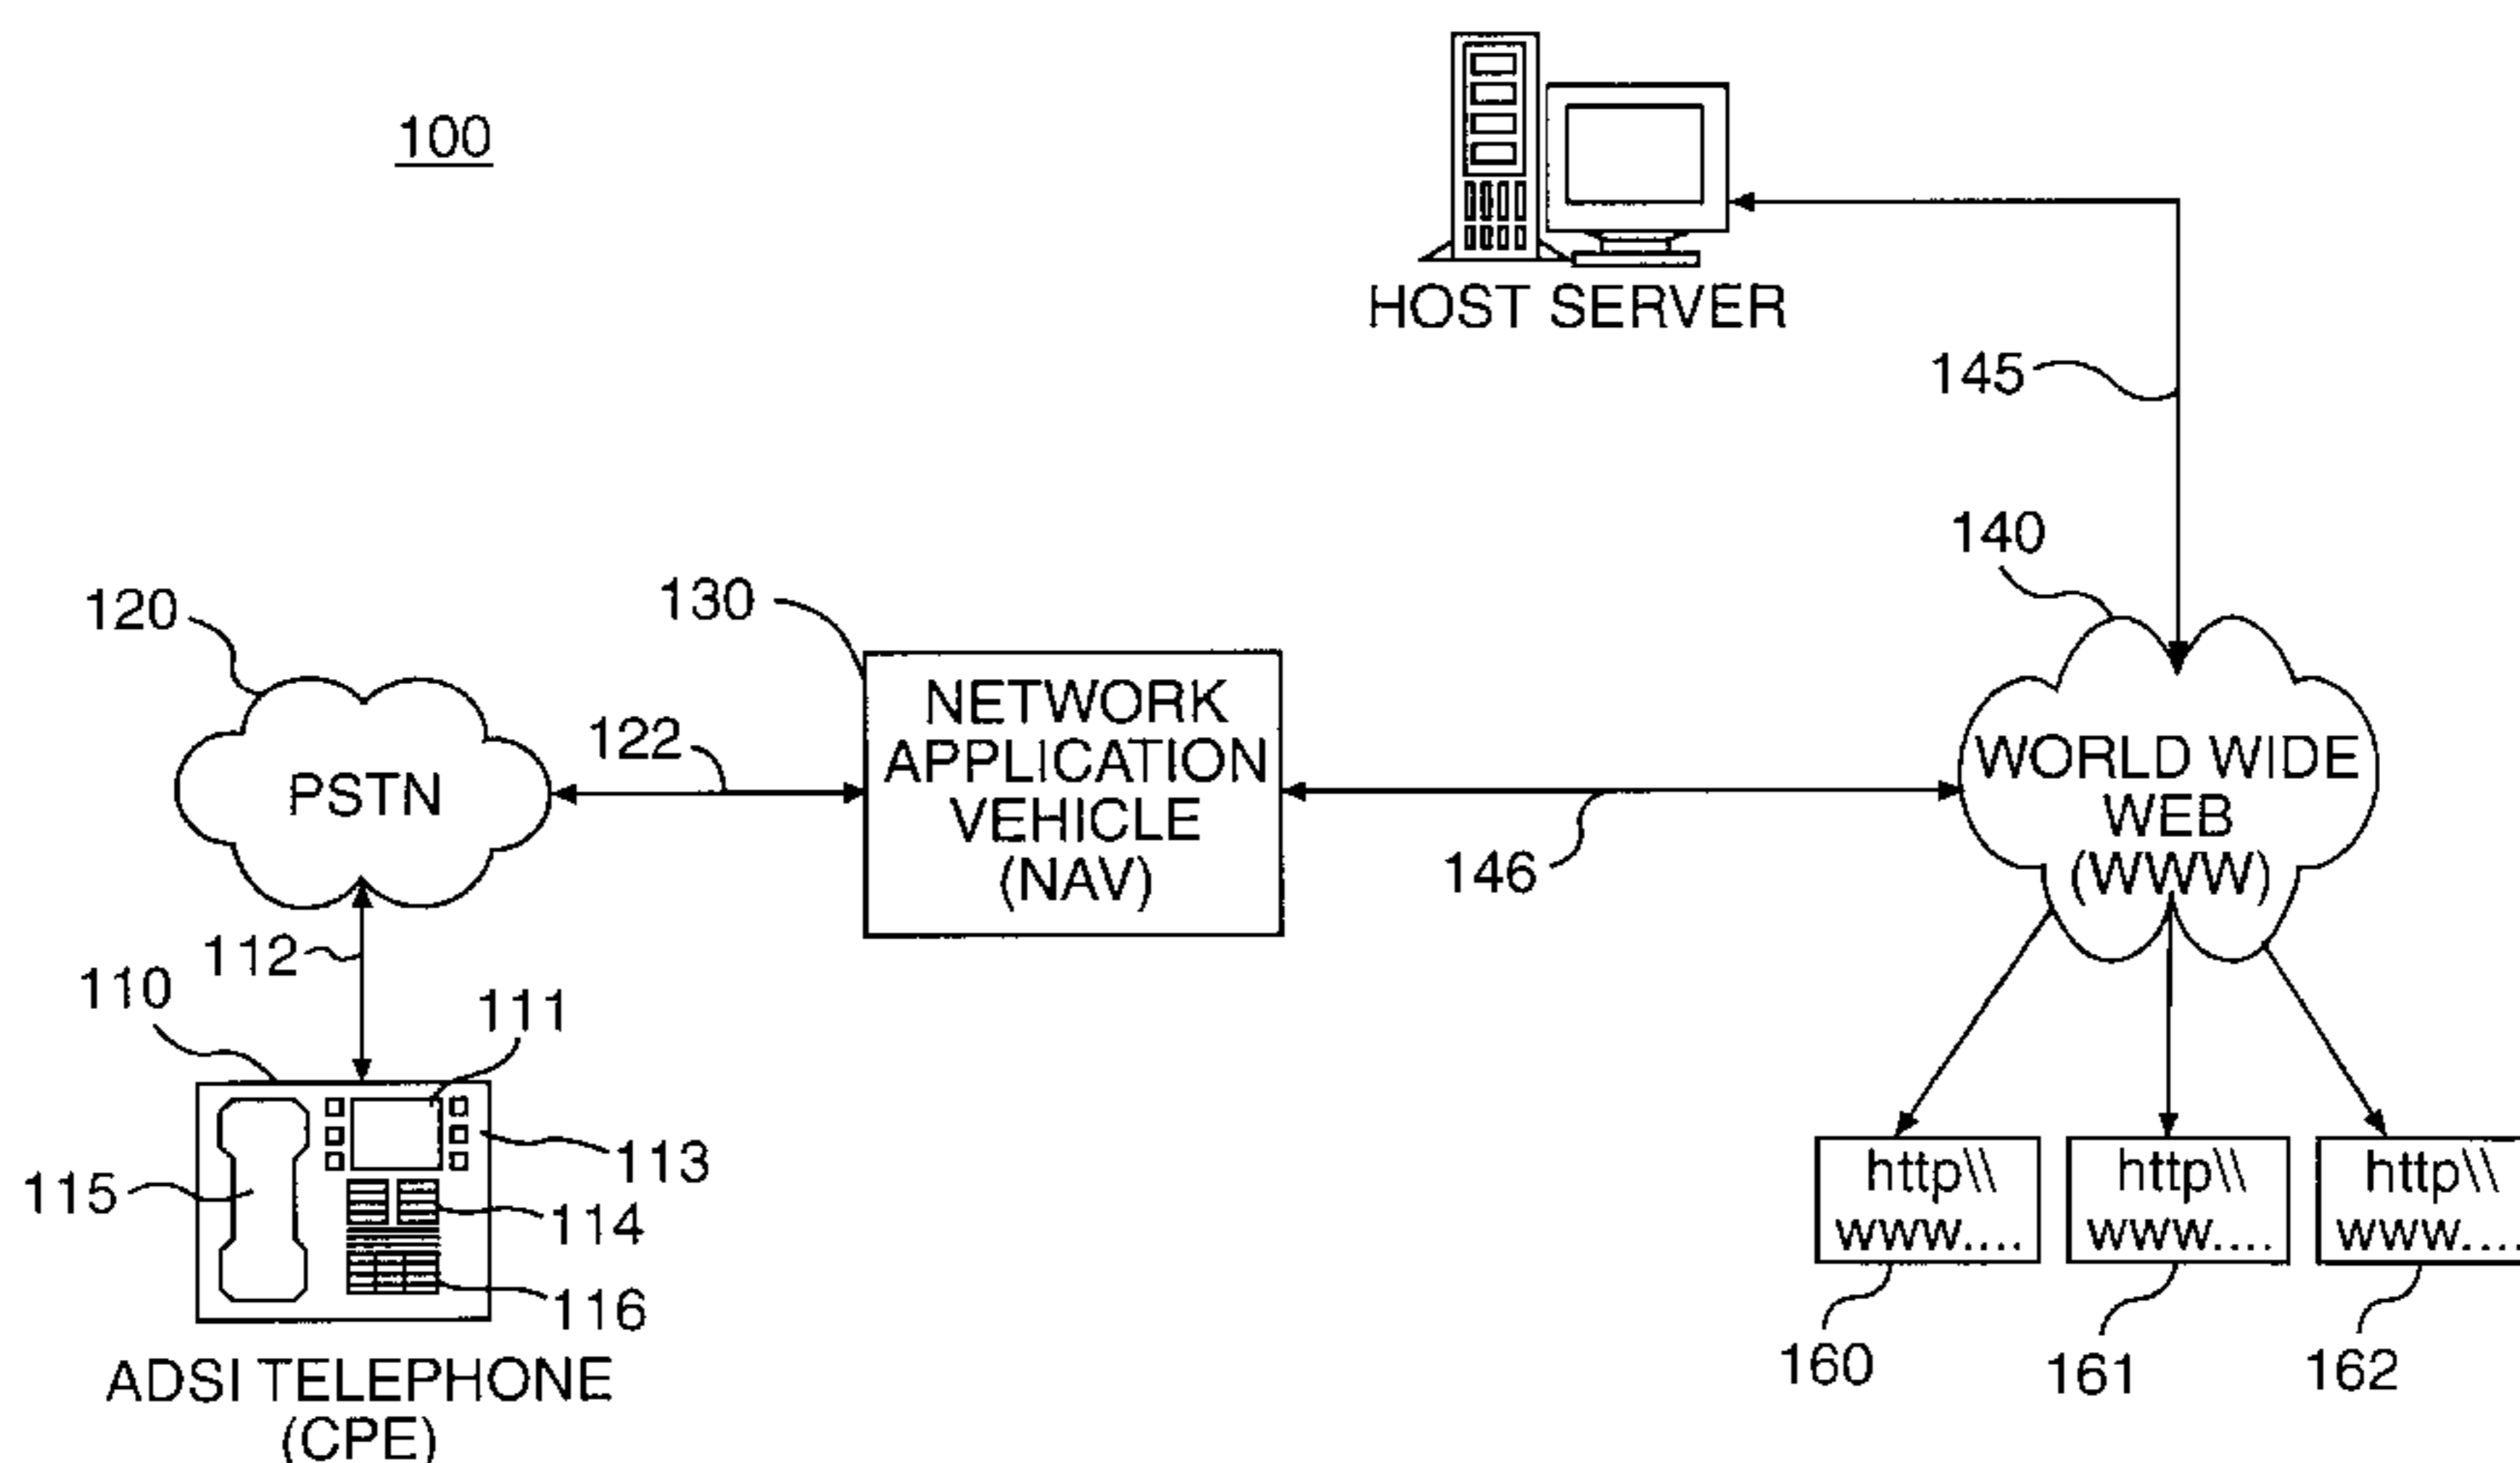 100
HOST SERVER
145
140
120
130
122
PSTN
NETWORK
APPLICATION
VEHICLE
(NAV)
146
WORLD WIDE
WEB
(WWW)
112
110
111
113
115
114
116
ADSI TELEPHONE
(CPE)
http\\
www....
http\\
www....
http\\
www....
160
161
162